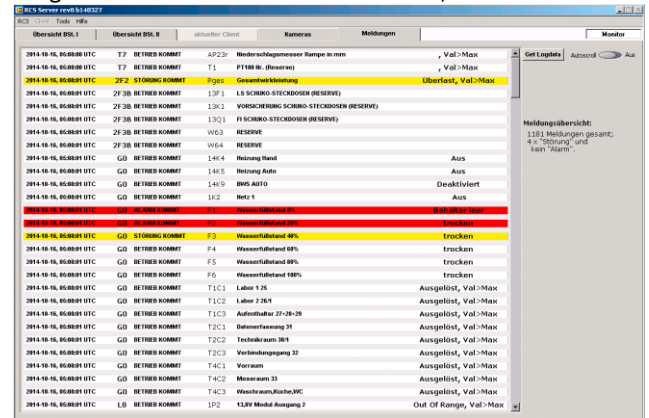 RCS Server rev8 b140327
RCS Client Tools Hilfe
Übersicht BSt. I Übersicht BSt. II aktueller Client Kameras Meldungen Monitor
2014-10-16, 05:08:00 UTC T7 BETRIEB KOMMT AP23r Niederschlagsmesser Rampe in mm , Val>Max
2014-10-16, 05:08:00 UTC T7 BETRIEB KOMMT T1 PT100 Nr. (Reserve) , Val>Max
2014-10-16, 05:08:01 UTC 2F2 STÖRUNG KOMMT Pges Gesamtwirkleistung Überlast, Val>Max
2014-10-16, 05:08:01 UTC 2F3B BETRIEB KOMMT 13F1 LS SCHUKO-STECKDOSEN (RESERVE)
2014-10-16, 05:08:01 UTC 2F3B BETRIEB KOMMT 13K1 VORSICHERUNG SCHUKO-STECKDOSEN (RESERVE)
2014-10-16, 05:08:01 UTC 2F3B BETRIEB KOMMT 13Q1 FI SCHUKO-STECKDOSEN (RESERVE)
2014-10-16, 05:08:01 UTC 2F3B BETRIEB KOMMT W63 RESERVE
2014-10-16, 05:08:01 UTC 2F3B BETRIEB KOMMT W64 RESERVE
2014-10-16, 05:08:01 UTC G0 BETRIEB KOMMT 14K4 Heizung Hand Aus
2014-10-16, 05:08:01 UTC G0 BETRIEB KOMMT 14K5 Heizung Auto Aus
2014-10-16, 05:08:01 UTC G0 BETRIEB KOMMT 14K9 BWS AUTO Deaktiviert
2014-10-16, 05:08:01 UTC G0 BETRIEB KOMMT 1K2 Netz 1 Aus
2014-10-16, 05:08:01 UTC G0 ALARM KOMMT F1 Wasserfüllstand 0% Behälter leer
2014-10-16, 05:08:01 UTC G0 ALARM KOMMT F2 Wasserfüllstand 20% trocken
2014-10-16, 05:08:01 UTC G0 STÖRUNG KOMMT F3 Wasserfüllstand 40% trocken
2014-10-16, 05:08:01 UTC G0 BETRIEB KOMMT F4 Wasserfüllstand 60% trocken
2014-10-16, 05:08:01 UTC G0 BETRIEB KOMMT F5 Wasserfüllstand 80% trocken
2014-10-16, 05:08:01 UTC G0 BETRIEB KOMMT F6 Wasserfüllstand 100% trocken
2014-10-16, 05:08:01 UTC G0 BETRIEB KOMMT T1C1 Labor 1 25 Ausgelöst, Val>Max
2014-10-16, 05:08:01 UTC G0 BETRIEB KOMMT T1C2 Labor 2 26/1 Ausgelöst, Val>Max
2014-10-16, 05:08:01 UTC G0 BETRIEB KOMMT T1C3 Aufenthaltsr 27+28+29 Ausgelöst, Val>Max
2014-10-16, 05:08:01 UTC G0 BETRIEB KOMMT T2C1 Datenerfassung 31 Ausgelöst, Val>Max
2014-10-16, 05:08:01 UTC G0 BETRIEB KOMMT T2C2 Technikraum 30/1 Ausgelöst, Val>Max
2014-10-16, 05:08:01 UTC G0 BETRIEB KOMMT T2C3 Verbindungsgang 32 Ausgelöst, Val>Max
2014-10-16, 05:08:01 UTC G0 BETRIEB KOMMT T4C1 Vorraum Ausgelöst, Val>Max
2014-10-16, 05:08:01 UTC G0 BETRIEB KOMMT T4C2 Messraum 33 Ausgelöst, Val>Max
2014-10-16, 05:08:01 UTC G0 BETRIEB KOMMT T4C3 Waschraum,Küche,WC Ausgelöst, Val>Max
2014-10-16, 05:08:01 UTC L0 BETRIEB KOMMT 1P2 13,8V Modul Ausgang 2 Out Of Range, Val>Max
Get Logdata Autoscroll Aus
Meldungsübersicht:
1181 Meldungen gesamt;
4 x "Störung" und
kein "Alarm".